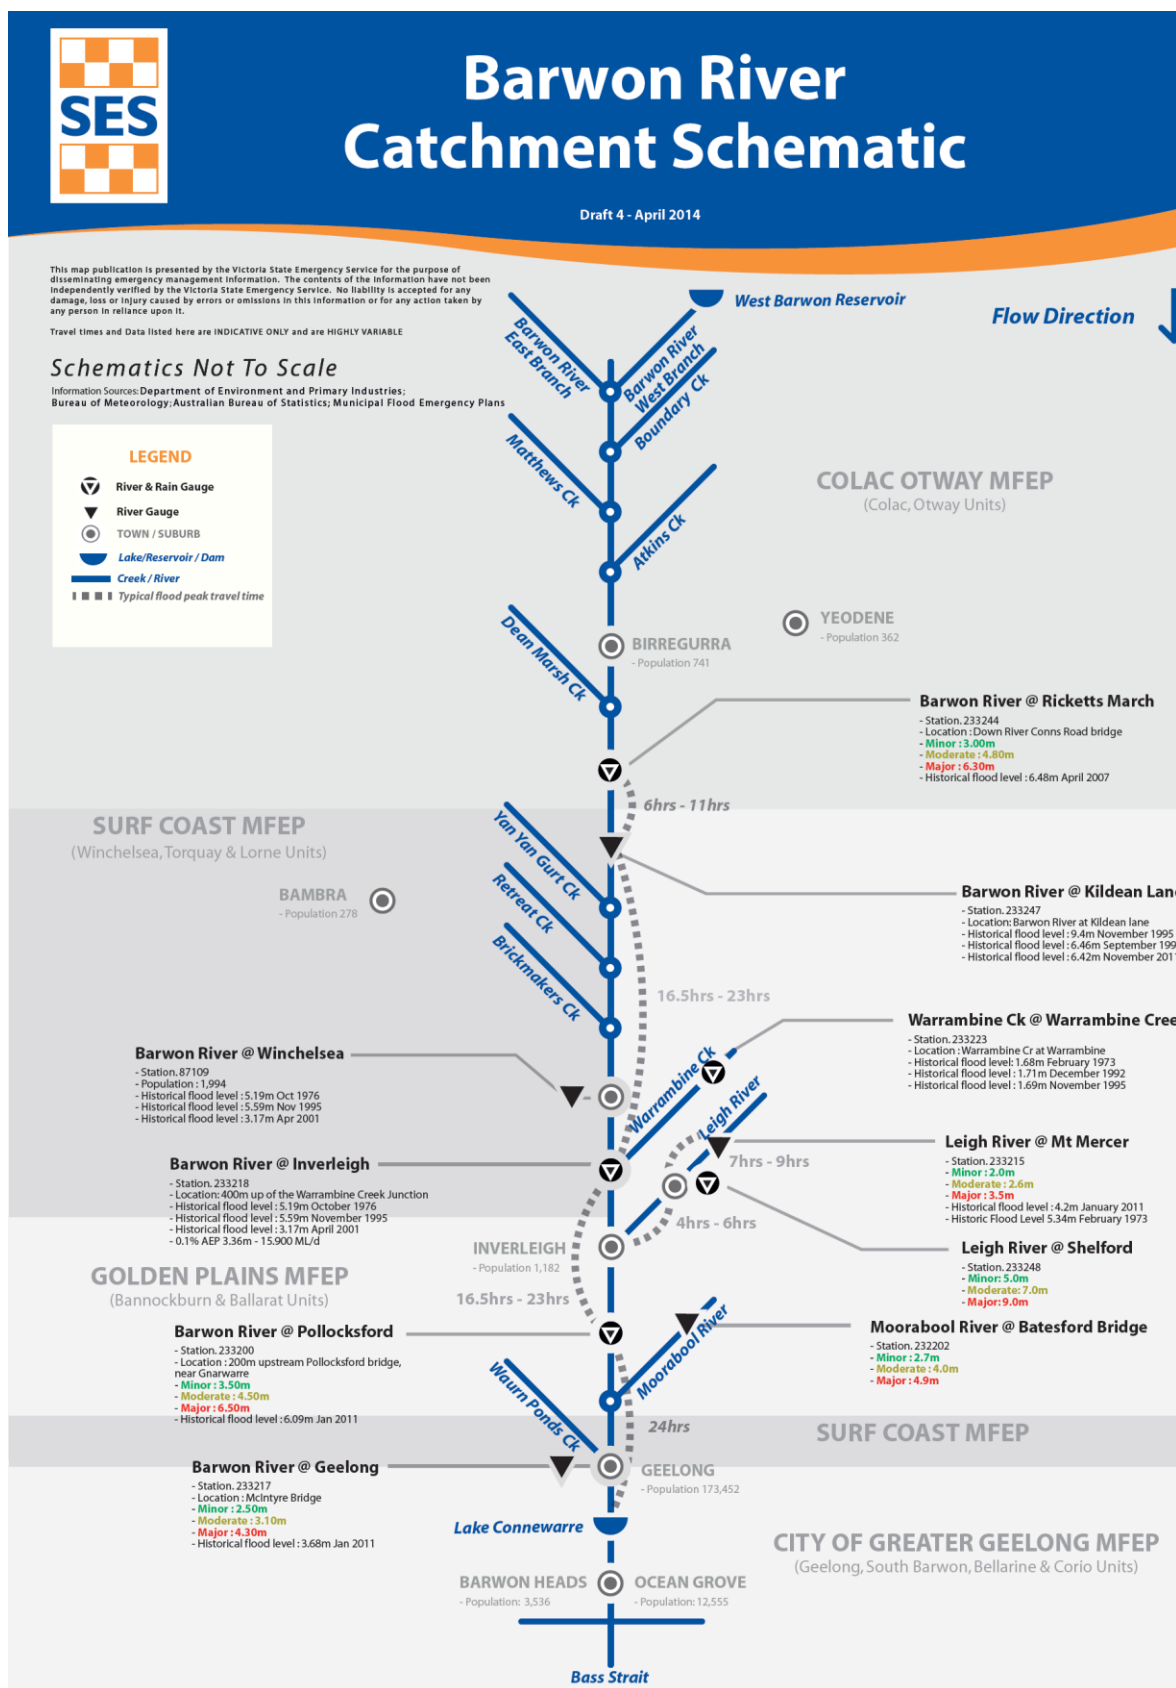 SES
Barwon River
Catchment Schematic
Draft 4 - April 2014
This map publication is presented by the Victoria State Emergency Service for the purpose of
disseminating emergency management information. The contents of the information have not been
independently verified by the Victoria State Emergency Service. No liability is accepted for any
damage, loss or injury caused by errors or omissions in this information or for any action taken by
any person in reliance upon it.
Travel times and Data listed here are INDICATIVE ONLY and are HIGHLY VARIABLE
Schematics Not To Scale
Information Sources: Department of Environment and Primary Industries;
Bureau of Meteorology; Australian Bureau of Statistics; Municipal Flood Emergency Plans
LEGEND
River & Rain Gauge
River Gauge
TOWN / SUBURB
Lake/Reservoir / Dam
Creek / River
Typical flood peak travel time
West Barwon Reservoir
Flow Direction
Barwon River
East Branch
Barwon River
West Branch
Boundary Ck
Matthews Ck
Atkins Ck
COLAC OTWAY MFEP
(Colac, Otway Units)
YEODENE
- Population 362
BIRREGURRA
- Population 741
Dean Marsh Ck
Barwon River @ Ricketts March
- Station. 233244
- Location : Down River Conns Road bridge
- Minor : 3.00m
- Moderate : 4.80m
- Major : 6.30m
- Historical flood level : 6.48m April 2007
6hrs - 11hrs
SURF COAST MFEP
(Winchelsea, Torquay & Lorne Units)
Yan Yan Gurt Ck
BAMBRA
- Population 278
Retreat Ck
Brickmakers Ck
Barwon River @ Kildean Lane
- Station. 233247
- Location: Barwon River at Kildean lane
- Historical flood level : 9.4m November 1995
- Historical flood level : 6.46m September 199
- Historical flood level : 6.42m November 2011
16.5hrs - 23hrs
Warrambine Ck @ Warrambine Cree
- Station. 233223
- Location : Warrambine Cr at Warrambine
- Historical flood level: 1.68m February 1973
- Historical flood level : 1.71m December 1992
- Historical flood level : 1.69m November 1995
Barwon River @ Winchelsea
- Station. 87109
- Population : 1,994
- Historical flood level : 5.19m Oct 1976
- Historical flood level : 5.59m Nov 1995
- Historical flood level : 3.17m Apr 2001
Warrambine Ck
Leigh River
Leigh River @ Mt Mercer
- Station. 233215
- Minor : 2.0m
- Moderate : 2.6m
- Major : 3.5m
- Historical flood level : 4.2m January 2011
- Historic Flood Level 5.34m February 1973
7hrs - 9hrs
Barwon River @ Inverleigh
- Station. 233218
- Location: 400m up of the Warrambine Creek Junction
- Historical flood level : 5.19m October 1976
- Historical flood level : 5.59m November 1995
- Historical flood level : 3.17m April 2001
- 0.1% AEP 3.36m - 15.900 ML/d
4hrs - 6hrs
INVERLEIGH
- Population 1,182
Leigh River @ Shelford
- Station. 233248
- Minor: 5.0m
- Moderate: 7.0m
- Major: 9.0m
GOLDEN PLAINS MFEP
(Bannockburn & Ballarat Units)
16.5hrs - 23hrs
Barwon River @ Pollocksford
- Station. 233200
- Location : 200m upstream Pollocksford bridge,
near Gnarwarre
- Minor : 3.50m
- Moderate : 4.50m
- Major : 6.50m
- Historical flood level : 6.09m Jan 2011
Moorabool River
Moorabool River @ Batesford Bridge
- Station. 232202
- Minor : 2.7m
- Moderate : 4.0m
- Major : 4.9m
Waurn Ponds Ck
24hrs
SURF COAST MFEP
Barwon River @ Geelong
- Station. 233217
- Location : McIntyre Bridge
- Minor : 2.50m
- Moderate : 3.10m
- Major : 4.30m
- Historical flood level : 3.68m Jan 2011
GEELONG
- Population 173,452
Lake Connewarre
CITY OF GREATER GEELONG MFEP
(Geelong, South Barwon, Bellarine & Corio Units)
BARWON HEADS
- Population: 3,536
OCEAN GROVE
- Population: 12,555
Bass Strait